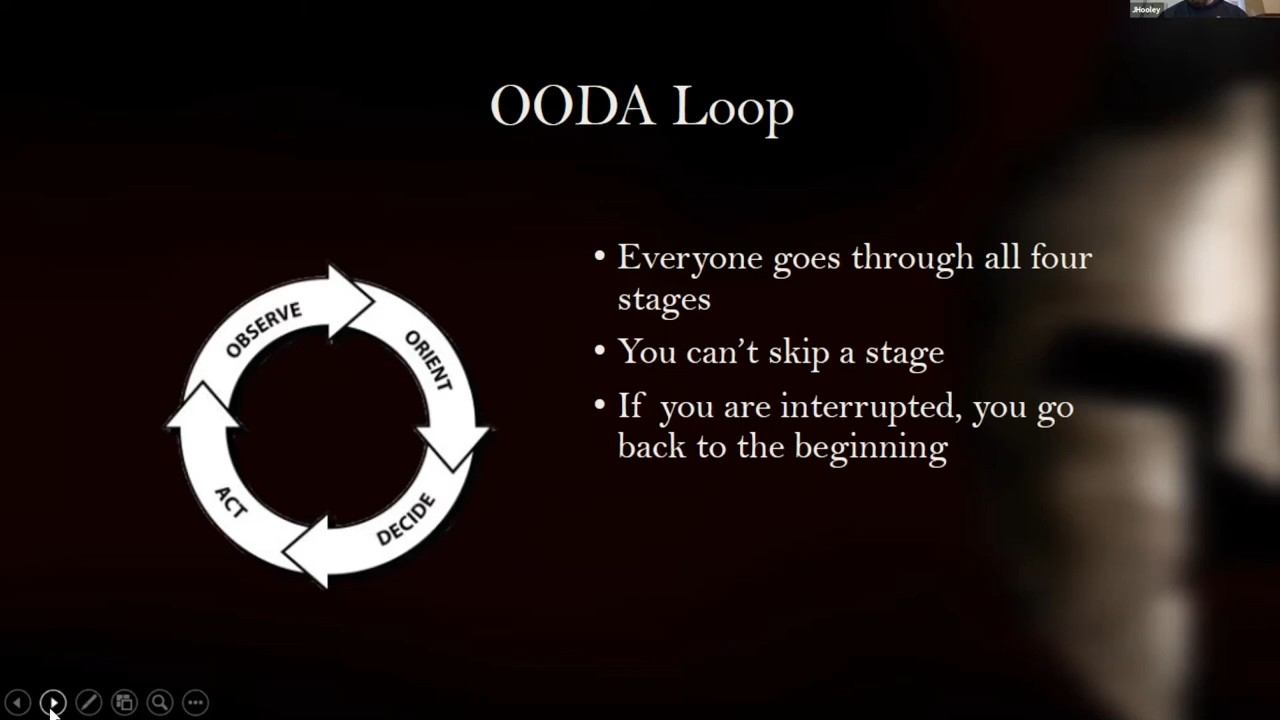 JHooley
OODA Loop
• Everyone goes through all four
stages
• You can’t skip a stage
• If you are interrupted, you go
back to the beginning
OBSERVE
ORIENT
DECIDE
ACT